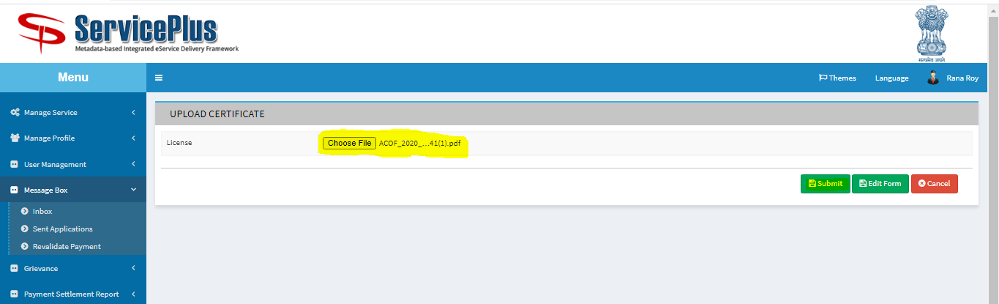 ServicePlus
Metadata-based Integrated eService Delivery Framework
सत्यमेव जयते
Menu
Themes
Language
Rana Roy
Manage Service
Manage Profile
User Management
Message Box
Inbox
Sent Applications
Revalidate Payment
Grievance
Payment Settlement Report
UPLOAD CERTIFICATE
License
Choose File ACOF_2020_...41(1).pdf
Submit
Edit Form
Cancel